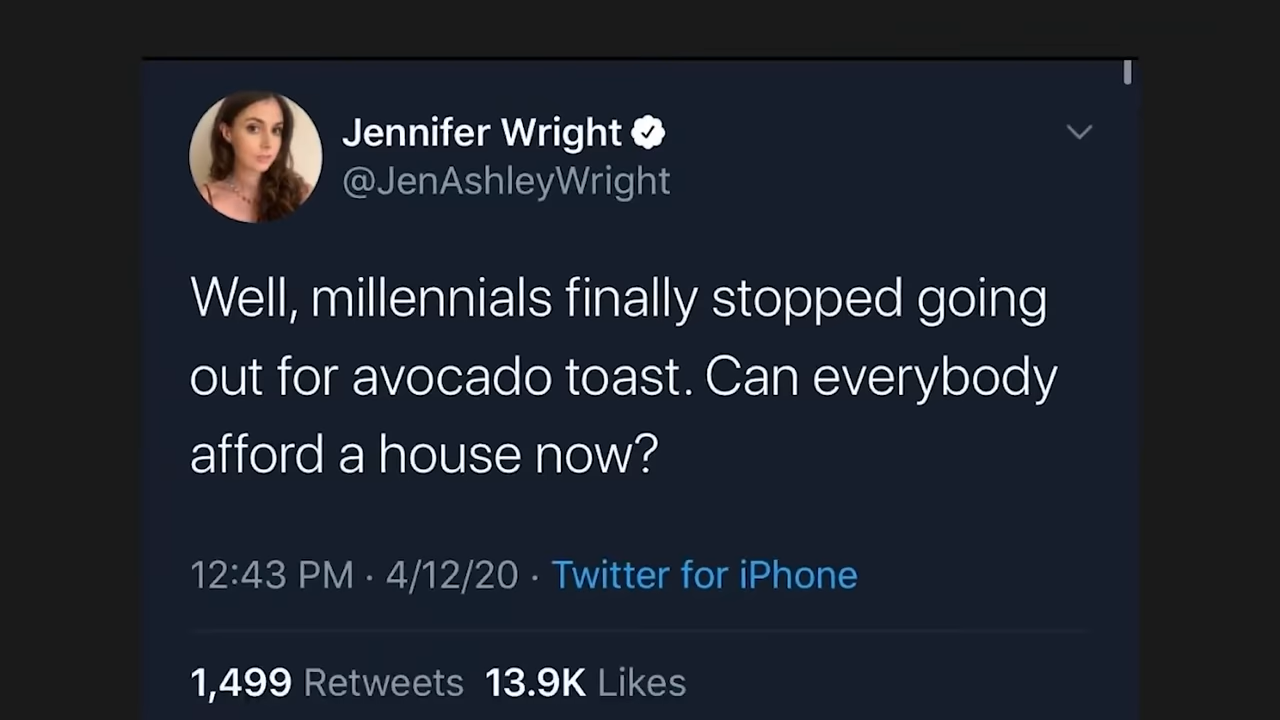 Jennifer Wright
@JenAshleyWright
Well, millennials finally stopped going
out for avocado toast. Can everybody
afford a house now?
12:43 PM · 4/12/20 · Twitter for iPhone
1,499 Retweets 13.9K Likes